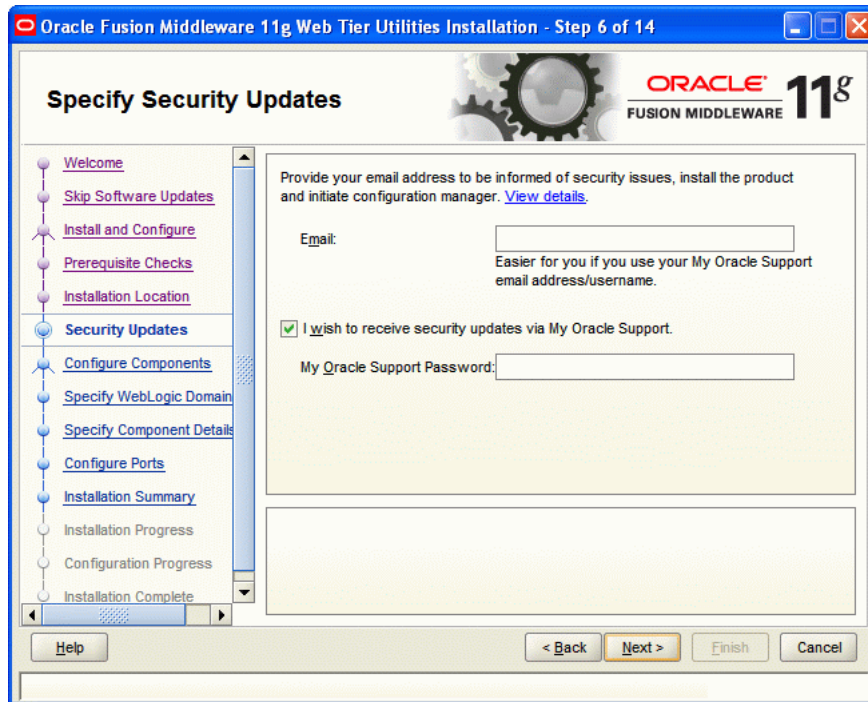 Oracle Fusion Middleware 11g Web Tier Utilities Installation - Step 6 of 14
Specify Security Updates
ORACLE
FUSION MIDDLEWARE 11g
Welcome
Skip Software Updates
Install and Configure
Prerequisite Checks
Installation Location
Security Updates
Configure Components
Specify WebLogic Domain
Specify Component Details
Configure Ports
Installation Summary
Installation Progress
Configuration Progress
Installation Complete
Provide your email address to be informed of security issues, install the product
and initiate configuration manager. View details.
Email:
Easier for you if you use your My Oracle Support
email address/username.
I wish to receive security updates via My Oracle Support.
My Oracle Support Password:
Help
< Back
Next >
Finish
Cancel